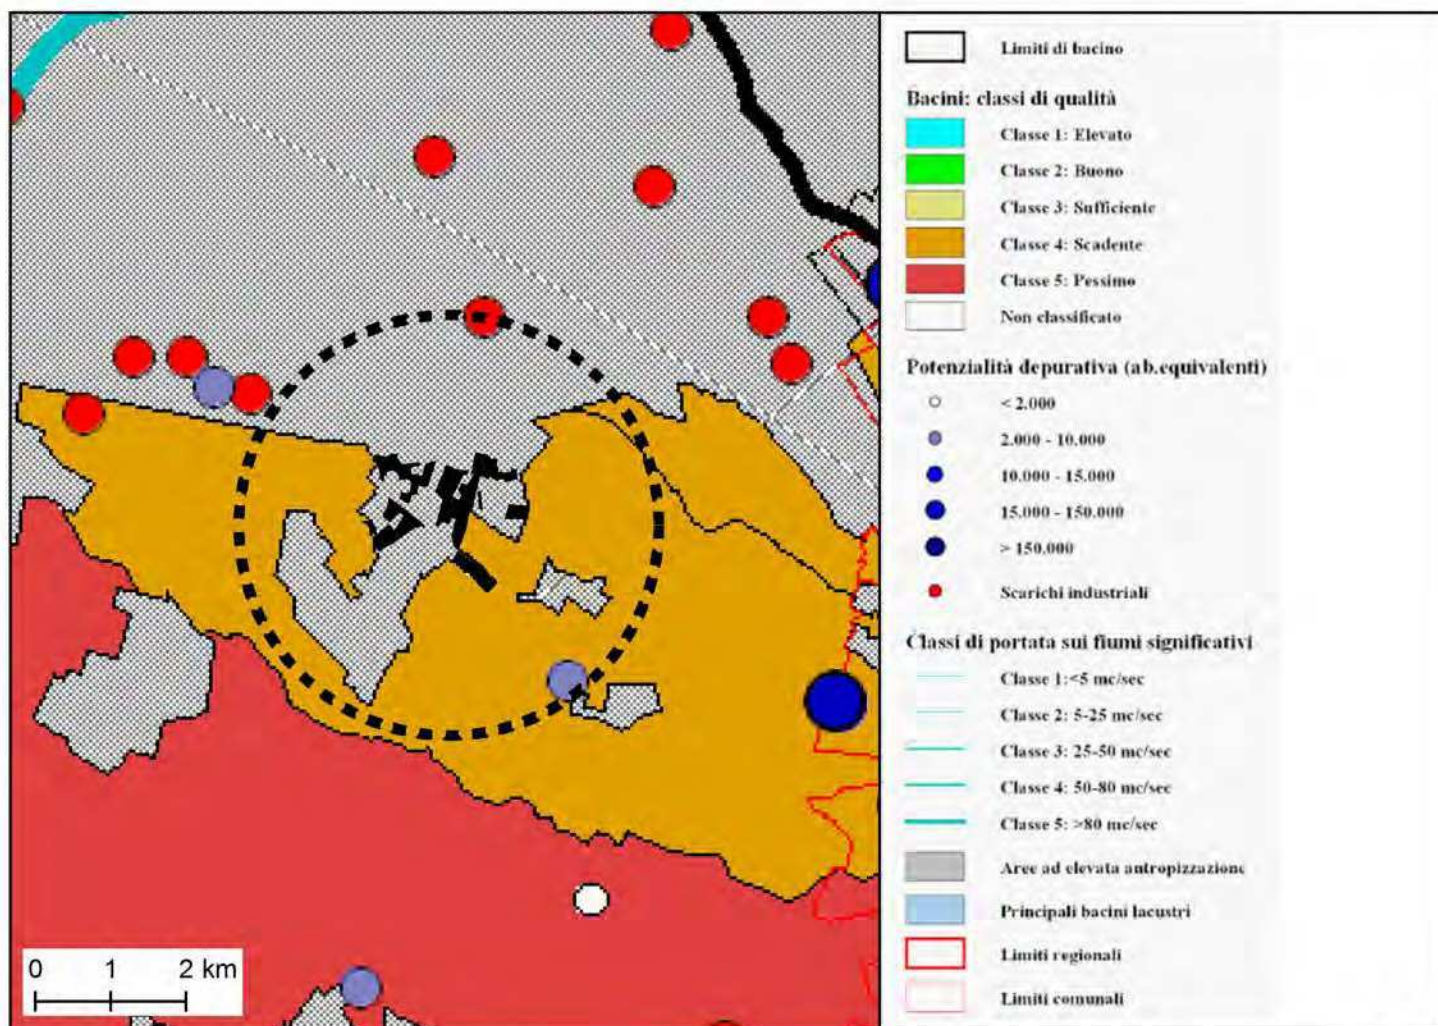 Limiti di bacino
Bacini: classi di qualità
Classe 1: Elevato
Classe 2: Buono
Classe 3: Sufficiente
Classe 4: Scadente
Classe 5: Pessimo
Non classificato
Potenzialità depurativa (ab.equivalenti)
< 2.000
2.000 - 10.000
10.000 - 15.000
15.000 - 150.000
> 150.000
Scarichi industriali
Classi di portata sui fiumi significativi
Classe 1:<5 mc/sec
Classe 2: 5-25 mc/sec
Classe 3: 25-50 mc/sec
Classe 4: 50-80 mc/sec
Classe 5: >80 mc/sec
Aree ad elevata antropizzazione
Principali bacini lacustri
Limiti regionali
Limiti comunali
0 1 2 km